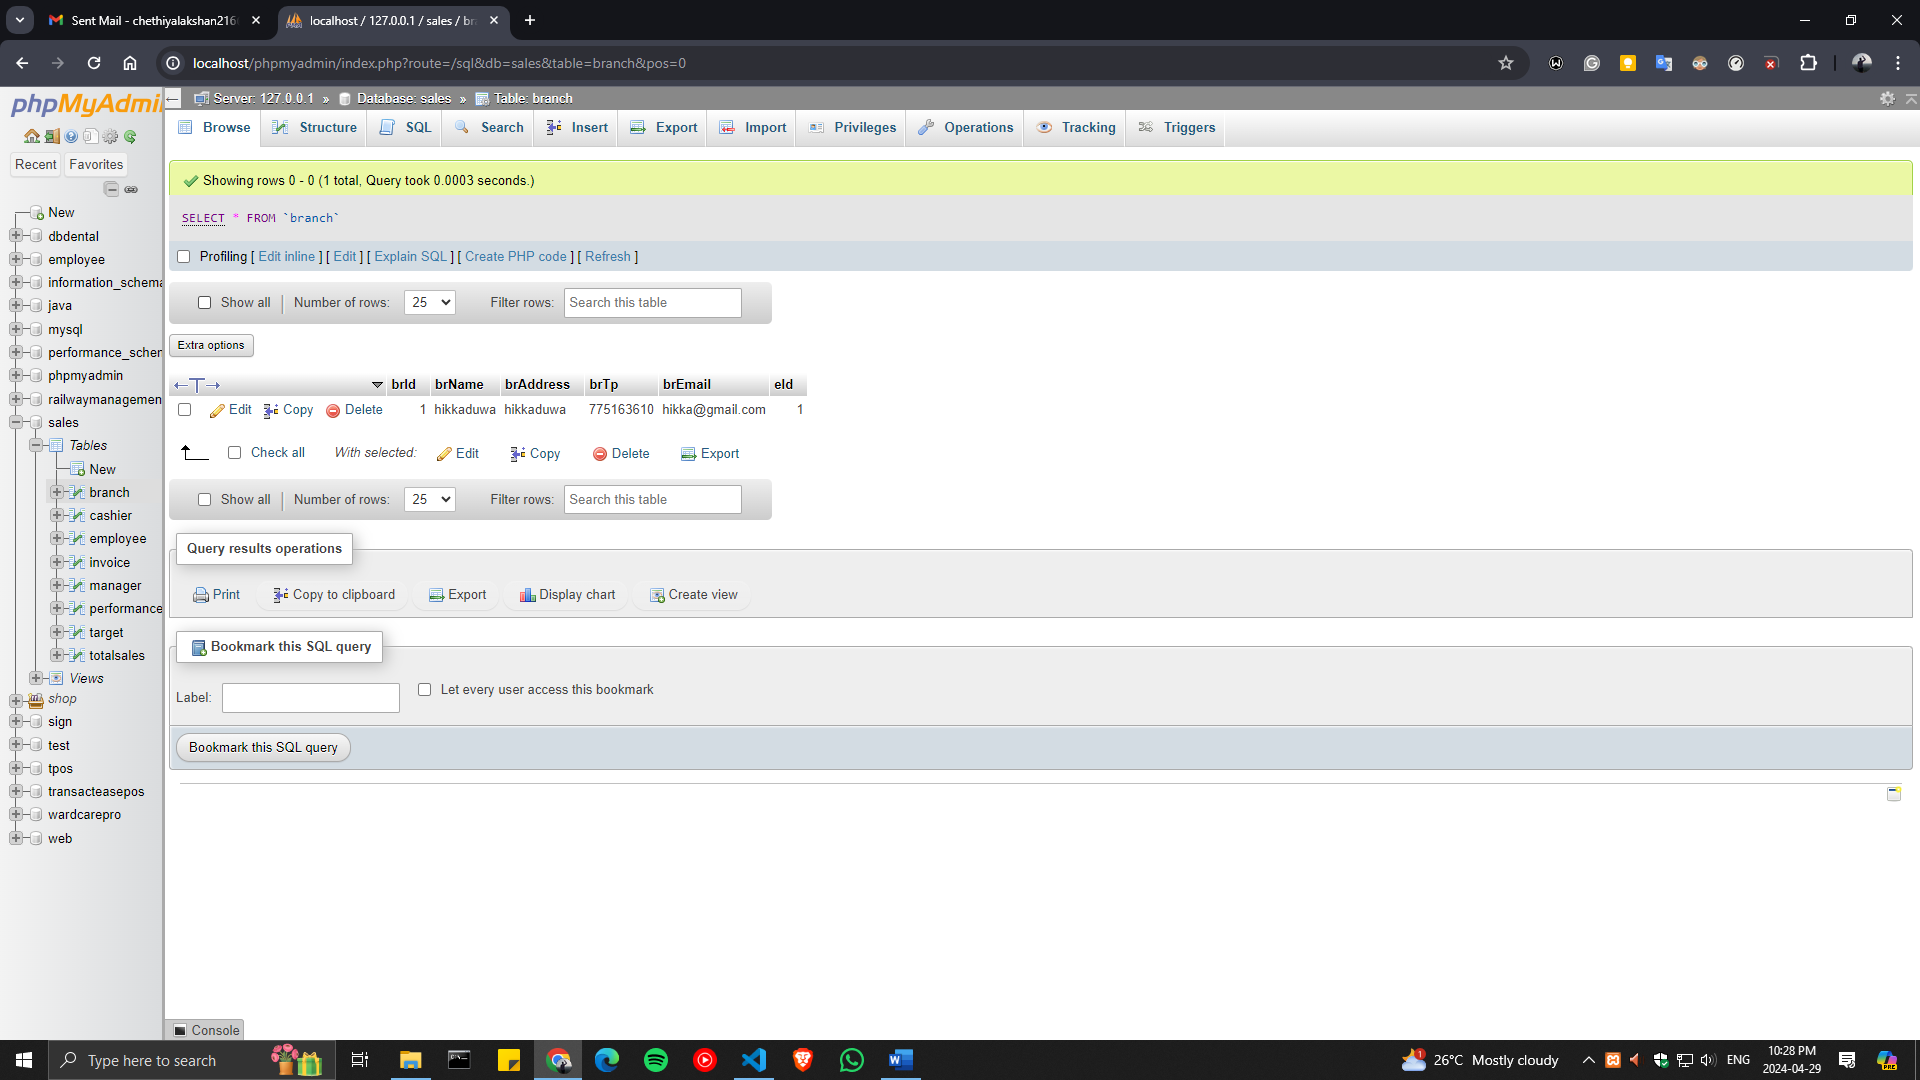 Sent Mail - chethiyalakshan216
localhost / 127.0.0.1 / sales / br
localhost/phpmyadmin/index.php?route=/sql&db=sales&table=branch&pos=0
phpMyAdmi
Server: 127.0.0.1 » Database: sales » Table: branch
Browse Structure SQL Search Insert Export Import Privileges Operations Tracking Triggers
Recent Favorites
New
dbdental
employee
information_schema
java
mysql
performance_schem
phpmyadmin
railwaymanagemen
sales
Tables
New
branch
cashier
employee
invoice
manager
performance
target
totalsales
Views
shop
sign
test
tpos
transacteasepos
wardcarepro
web
Showing rows 0 - 0 (1 total, Query took 0.0003 seconds.)
SELECT * FROM `branch`
Profiling [ Edit inline ] [ Edit ] [ Explain SQL ] [ Create PHP code ] [ Refresh ]
Show all | Number of rows: 25 Filter rows: Search this table
Extra options
←T→ brId brName brAddress brTp brEmail eId
Edit Copy Delete 1 hikkaduwa hikkaduwa 775163610 hikka@gmail.com 1
Check all With selected: Edit Copy Delete Export
Show all | Number of rows: 25 Filter rows: Search this table
Query results operations
Print Copy to clipboard Export Display chart Create view
Bookmark this SQL query
Label: Let every user access this bookmark
Bookmark this SQL query
Console
Type here to search
26°C Mostly cloudy
ENG
10:28 PM
2024-04-29